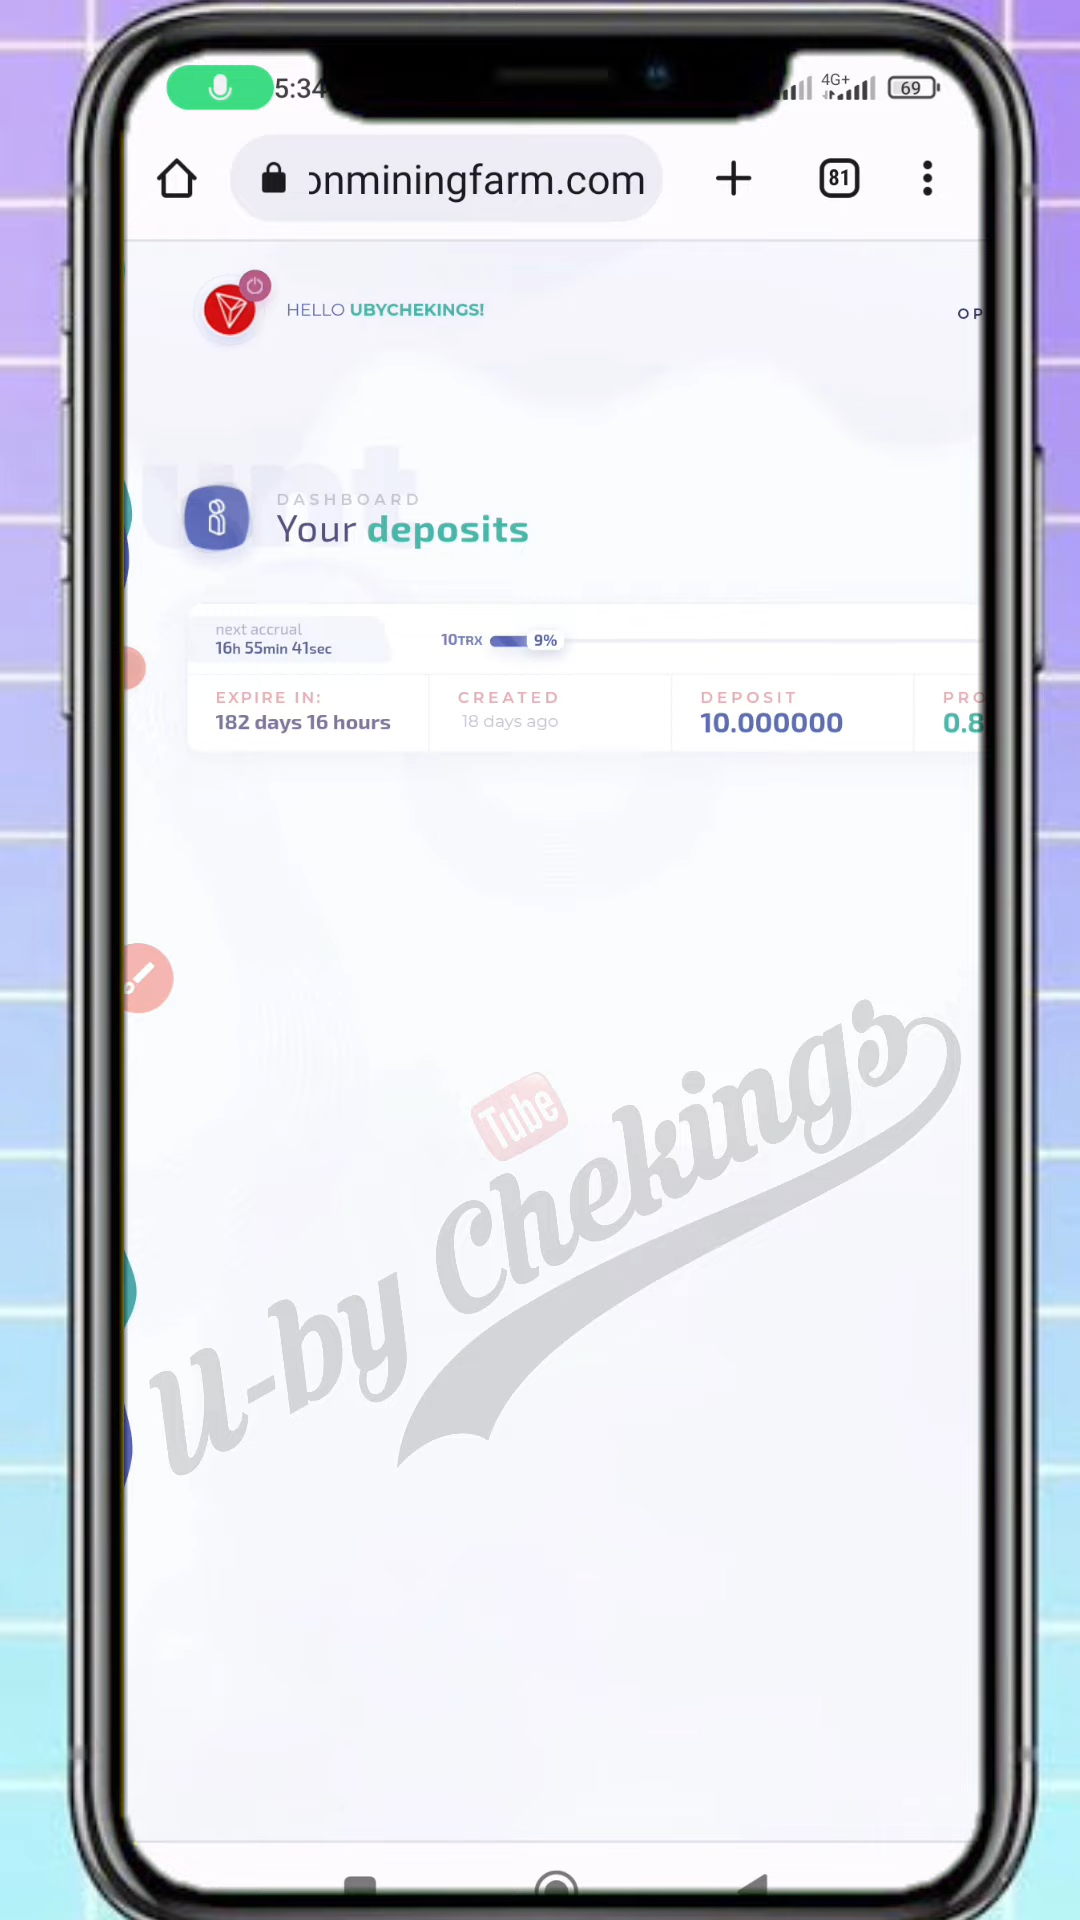 5:34
4G+
69
onminingfarm.com
81
HELLO UBYCHEKINGS!
OP
unt
DASHBOARD
Your deposits
next accrual
16h 55min 41sec
10TRX
9%
EXPIRE IN:
182 days 16 hours
CREATED
18 days ago
DEPOSIT
10.000000
PRO
0.8
Tube
U-by Chekings